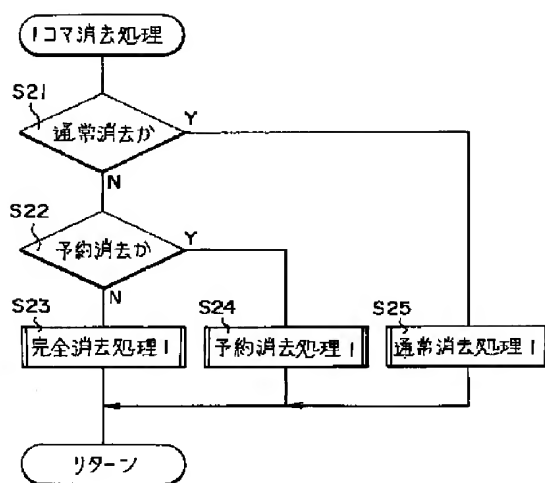 1コマ消去処理
S21
通常消去か
Y
N
S22
予約消去か
Y
N
S23
完全消去処理1
S24
予約消去処理1
S25
通常消去処理1
リターン